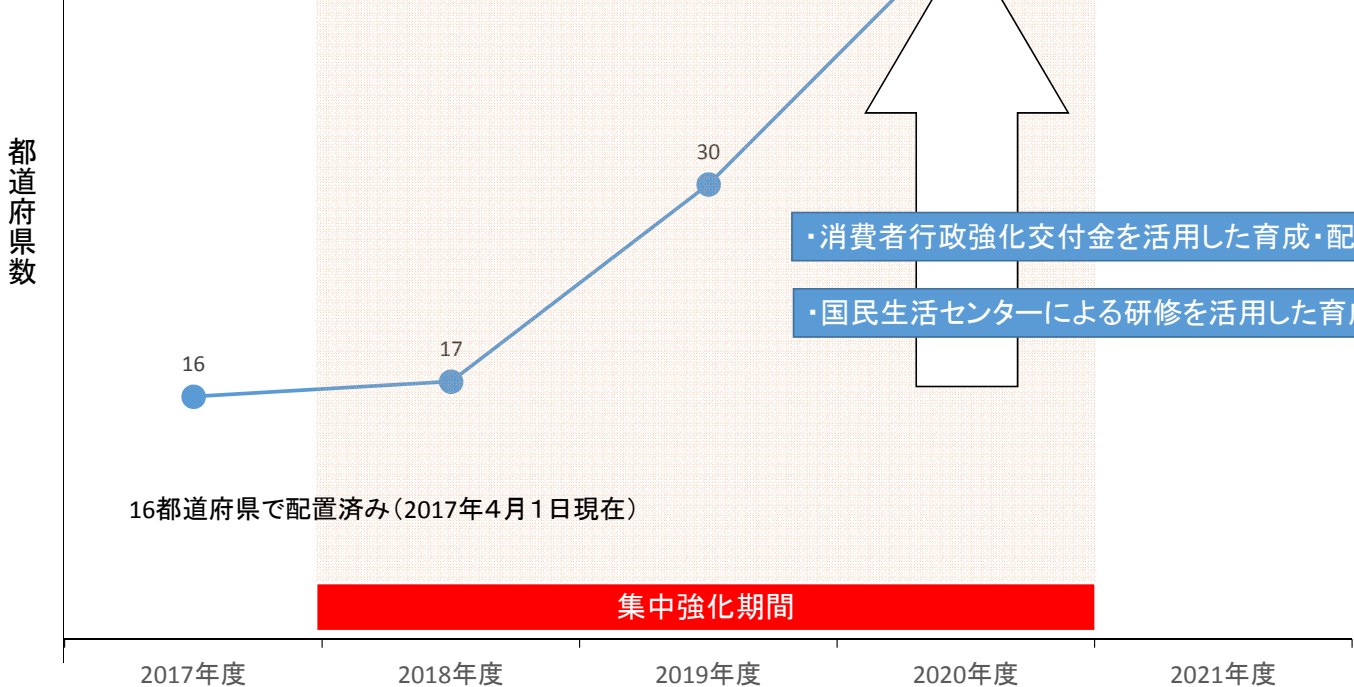 都道府県数
30
・消費者行政強化交付金を活用した育成・配
・国民生活センターによる研修を活用した育
17
16
16都道府県で配置済み（2017年４月１日現在）
集中強化期間
2017年度 2018年度 2019年度 2020年度 2021年度